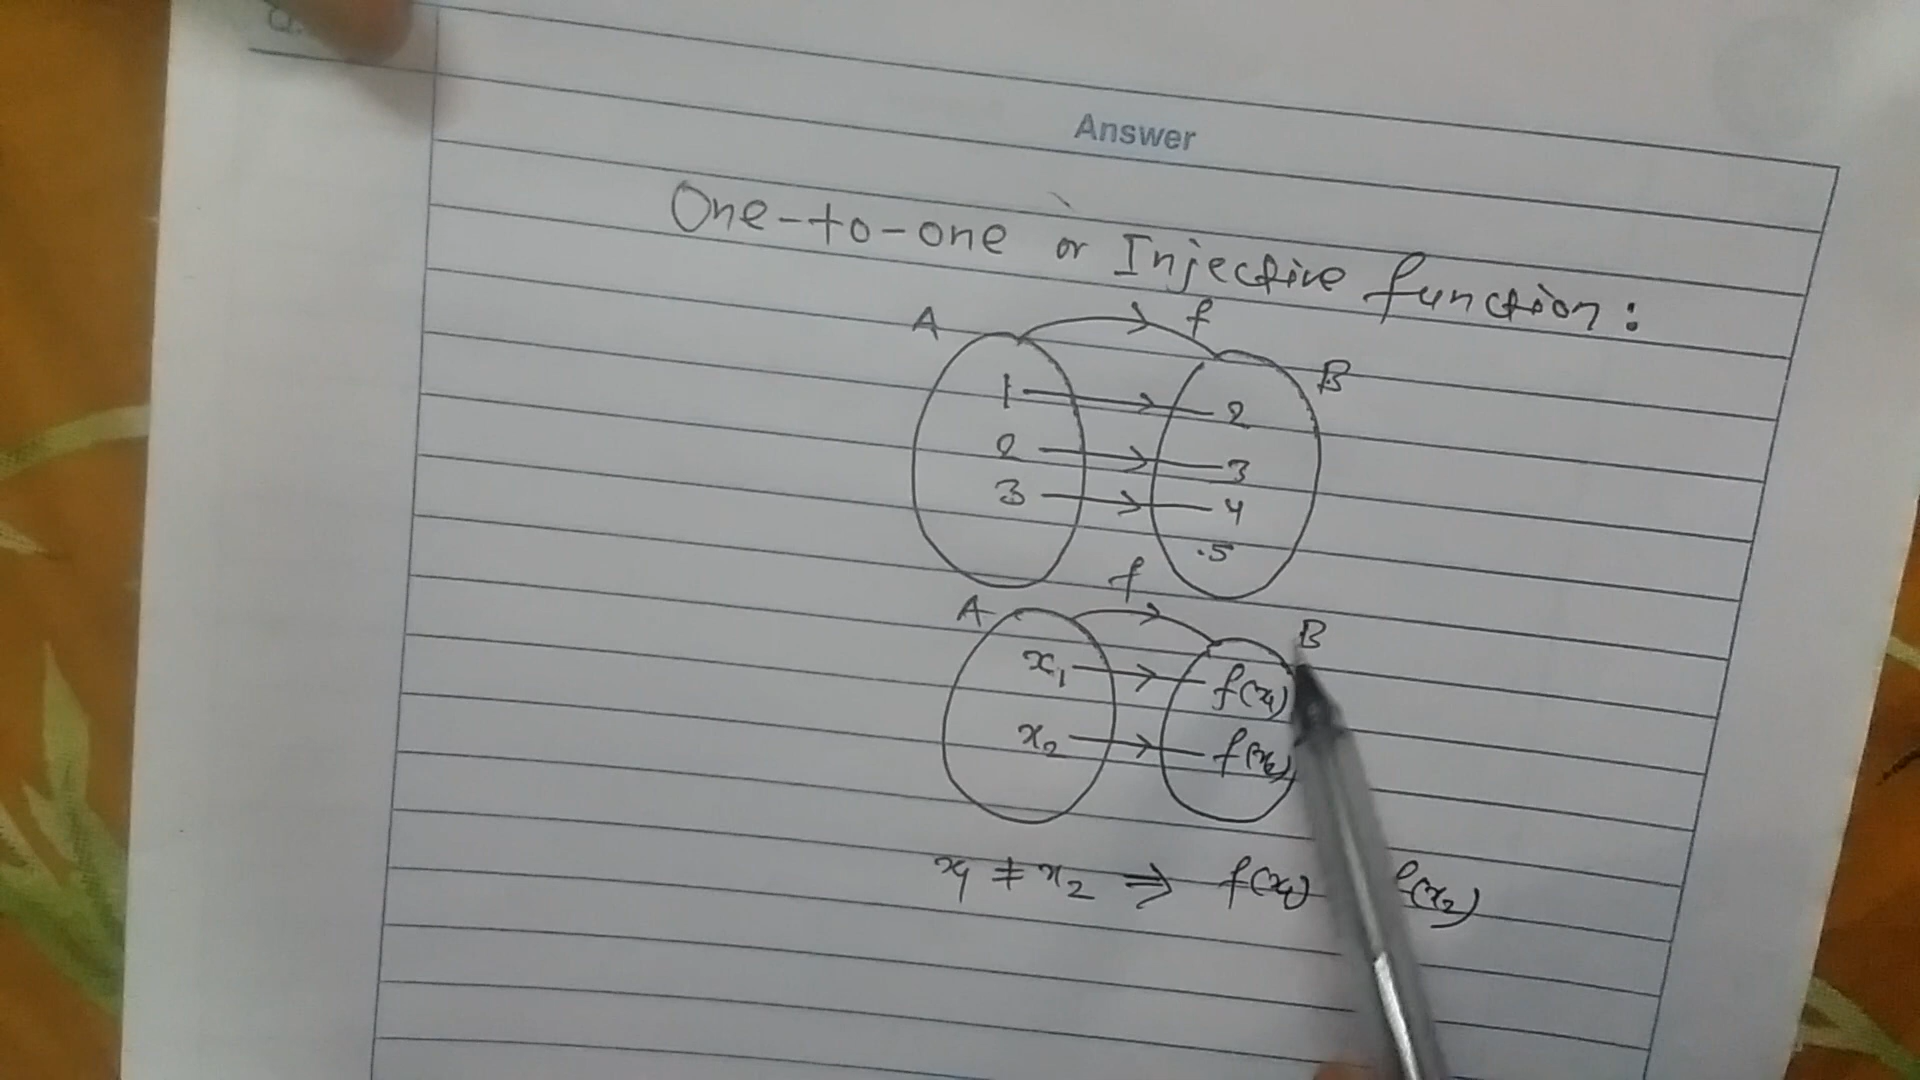 Answer
One-to-one or Injective function:
A f B
1 2
2 3
3 4
.5
A f B
x₁ f(x₁)
x₂ f(x₂)
x₁ ≠ x₂ ⇒ f(x₁) f(x₂)